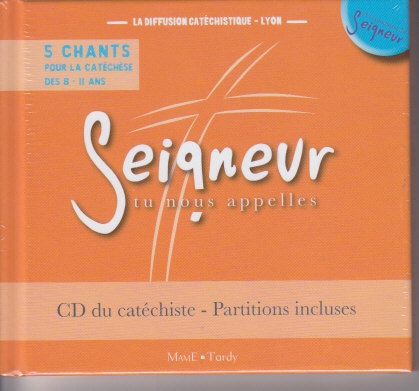 LA DIFFUSION CATÉCHISTIQUE - LYON
Seigneur
5 CHANTS
POUR LA CATÉCHÈSE
DES 8 - 11 ANS
Seigneur
tu nous appelles
CD du catéchiste - Partitions incluses
MAME • Tardy